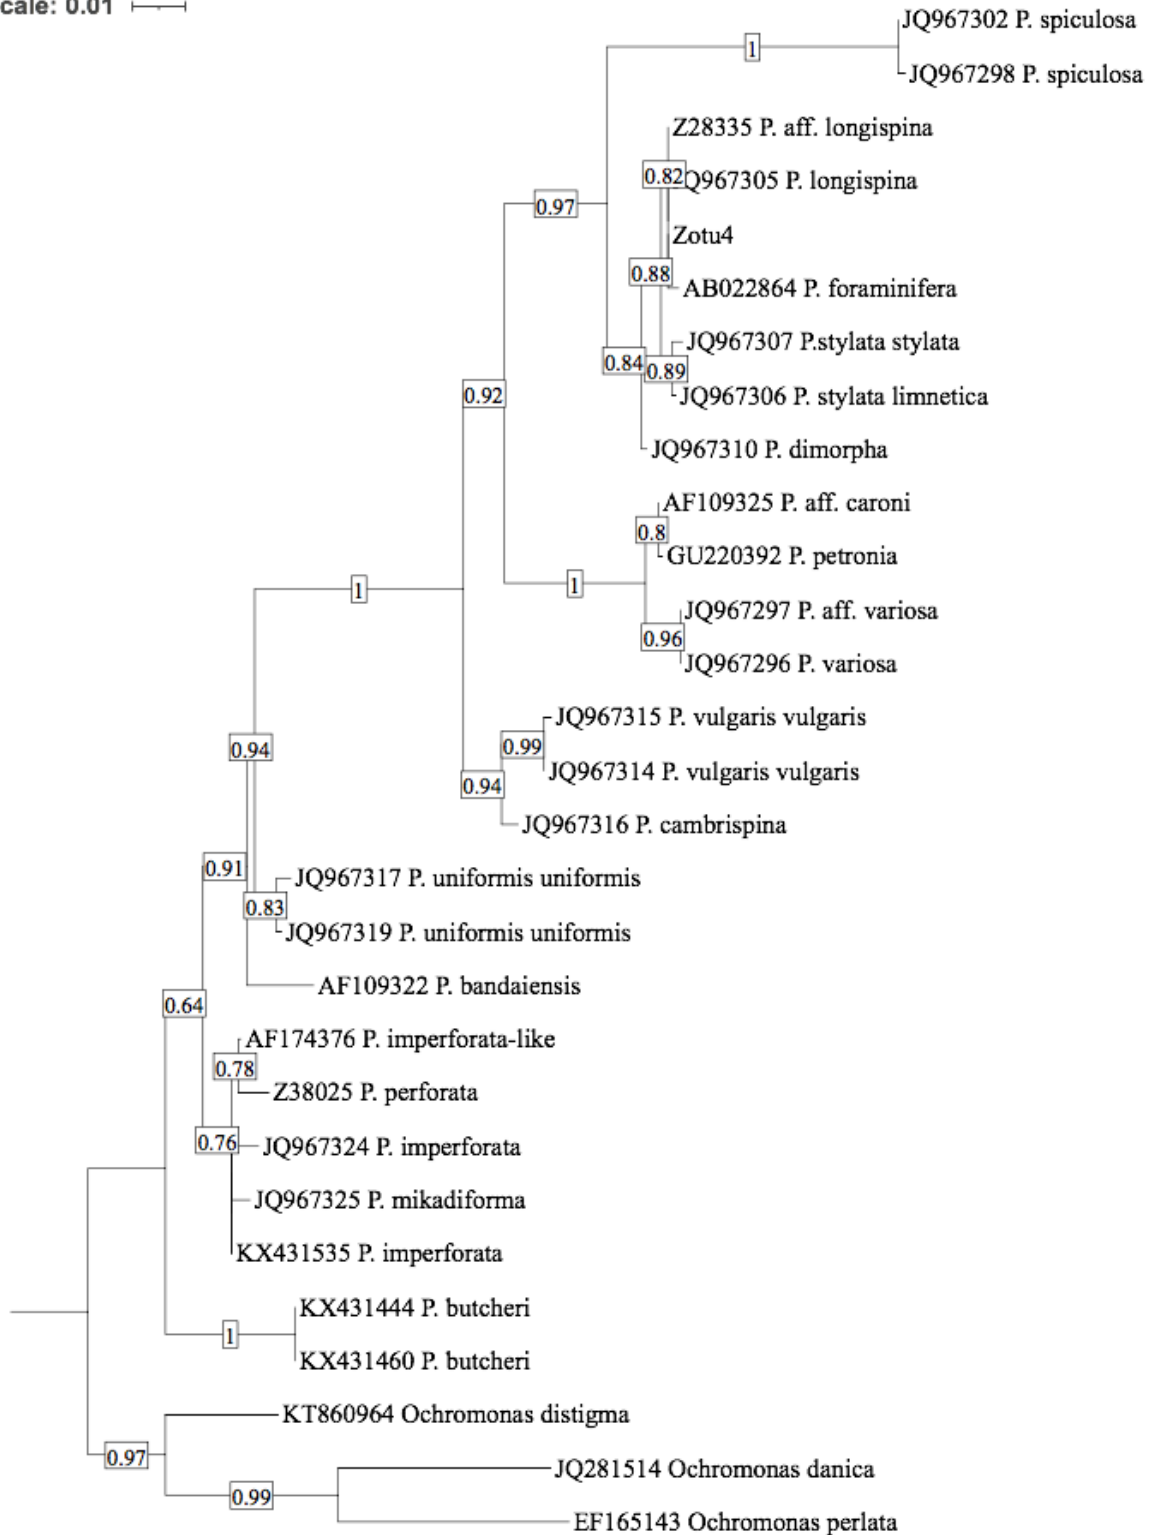 cale: 0.01
JQ967302 P. spiculosa
1
JQ967298 P. spiculosa
Z28335 P. aff. longispina
0.82
Q967305 P. longispina
0.97
Zotu4
0.88
AB022864 P. foraminifera
JQ967307 P.stylata stylata
0.84
0.89
0.92
JQ967306 P. stylata limnetica
JQ967310 P. dimorpha
AF109325 P. aff. caroni
0.8
GU220392 P. petronia
1
1
JQ967297 P. aff. variosa
0.96
JQ967296 P. variosa
JQ967315 P. vulgaris vulgaris
0.99
0.94
JQ967314 P. vulgaris vulgaris
0.94
JQ967316 P. cambrispina
0.91
JQ967317 P. uniformis uniformis
0.83
JQ967319 P. uniformis uniformis
AF109322 P. bandaiensis
0.64
AF174376 P. imperforata-like
0.78
Z38025 P. perforata
0.76
JQ967324 P. imperforata
JQ967325 P. mikadiforma
KX431535 P. imperforata
KX431444 P. butcheri
1
KX431460 P. butcheri
KT860964 Ochromonas distigma
0.97
JQ281514 Ochromonas danica
0.99
EF165143 Ochromonas perlata